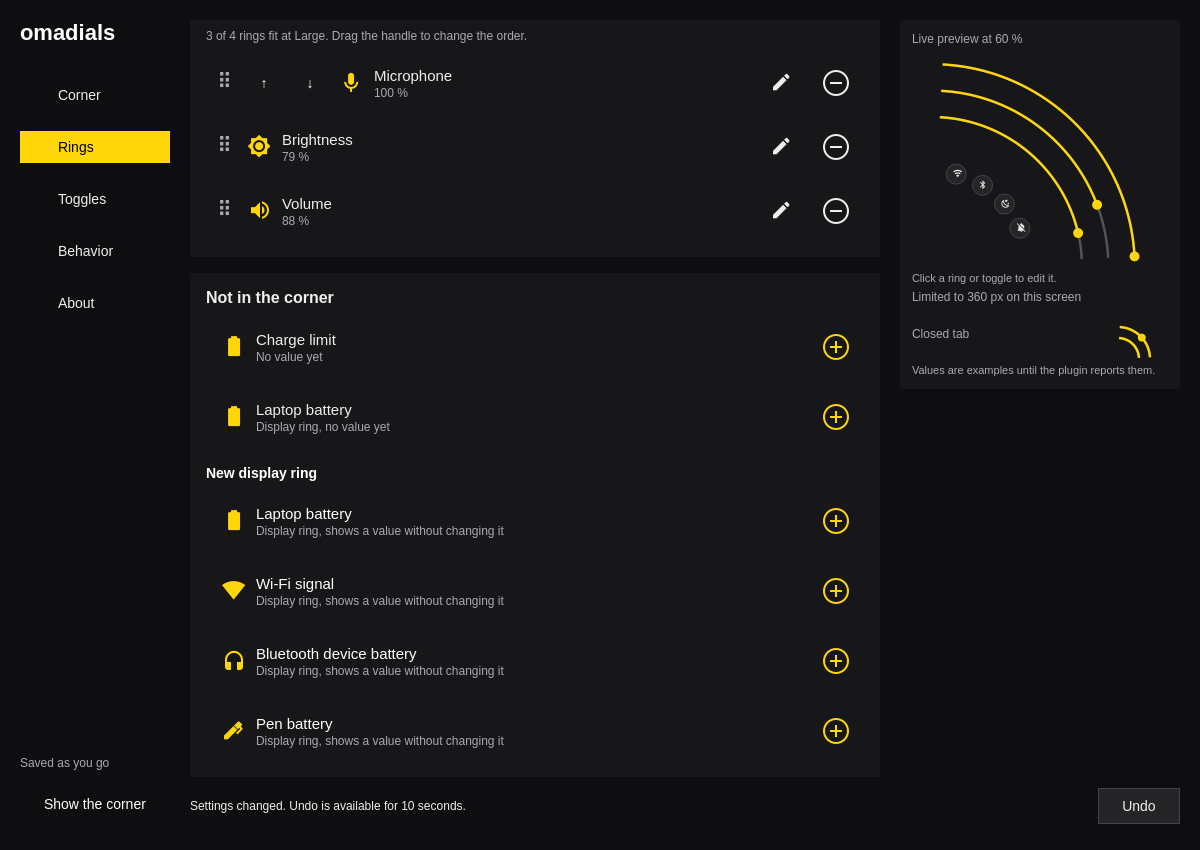 omadials
Corner
Rings
Toggles
Behavior
About
Saved as you go
Show the corner
3 of 4 rings fit at Large. Drag the handle to change the order.
↑ ↓ Microphone
100 %
Brightness
79 %
Volume
88 %
Not in the corner
Charge limit
No value yet
Laptop battery
Display ring, no value yet
New display ring
Laptop battery
Display ring, shows a value without changing it
Wi-Fi signal
Display ring, shows a value without changing it
Bluetooth device battery
Display ring, shows a value without changing it
Pen battery
Display ring, shows a value without changing it
Settings changed. Undo is available for 10 seconds.
Undo
Live preview at 60 %
Click a ring or toggle to edit it.
Limited to 360 px on this screen
Closed tab
Values are examples until the plugin reports them.